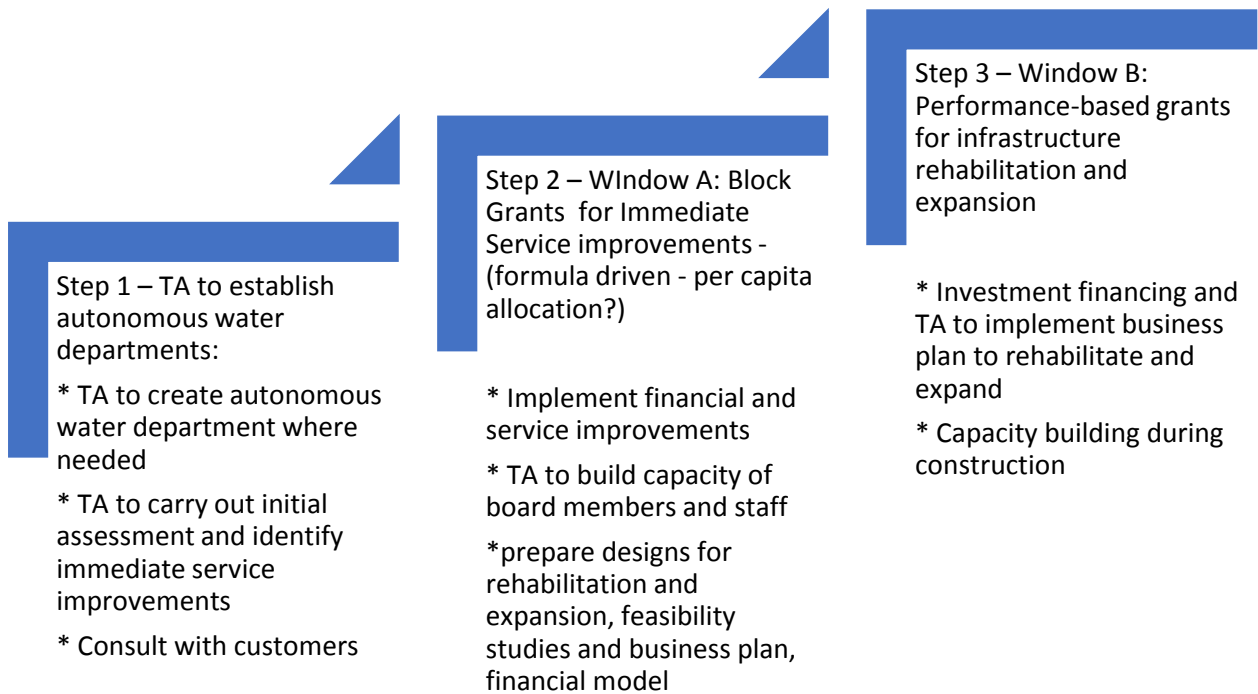 Step 1 – TA to establish
autonomous water
departments:
* TA to create autonomous
water department where
needed
* TA to carry out initial
assessment and identify
immediate service
improvements
* Consult with customers
Step 2 – WIndow A: Block
Grants  for Immediate
Service improvements -
(formula driven - per capita
allocation?)
* Implement financial and
service improvements
* TA to build capacity of
board members and staff
*prepare designs for
rehabilitation and
expansion, feasibility
studies and business plan,
financial model
Step 3 – Window B:
Performance-based grants
for infrastructure
rehabilitation and
expansion
* Investment financing and
TA to implement business
plan to rehabilitate and
expand
* Capacity building during
construction